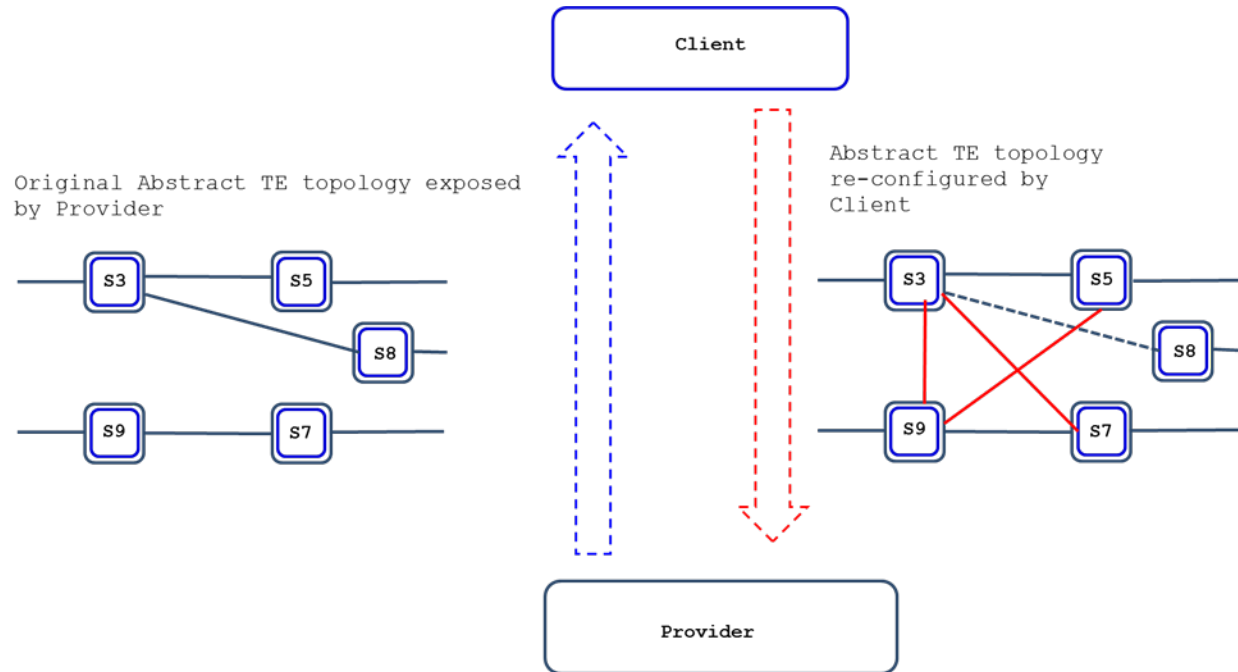 Client
Original Abstract TE topology exposed
by Provider
Abstract TE topology
re-configured by
Client
S3
S5
S8
S9
S7
S3
S5
S8
S9
S7
Provider